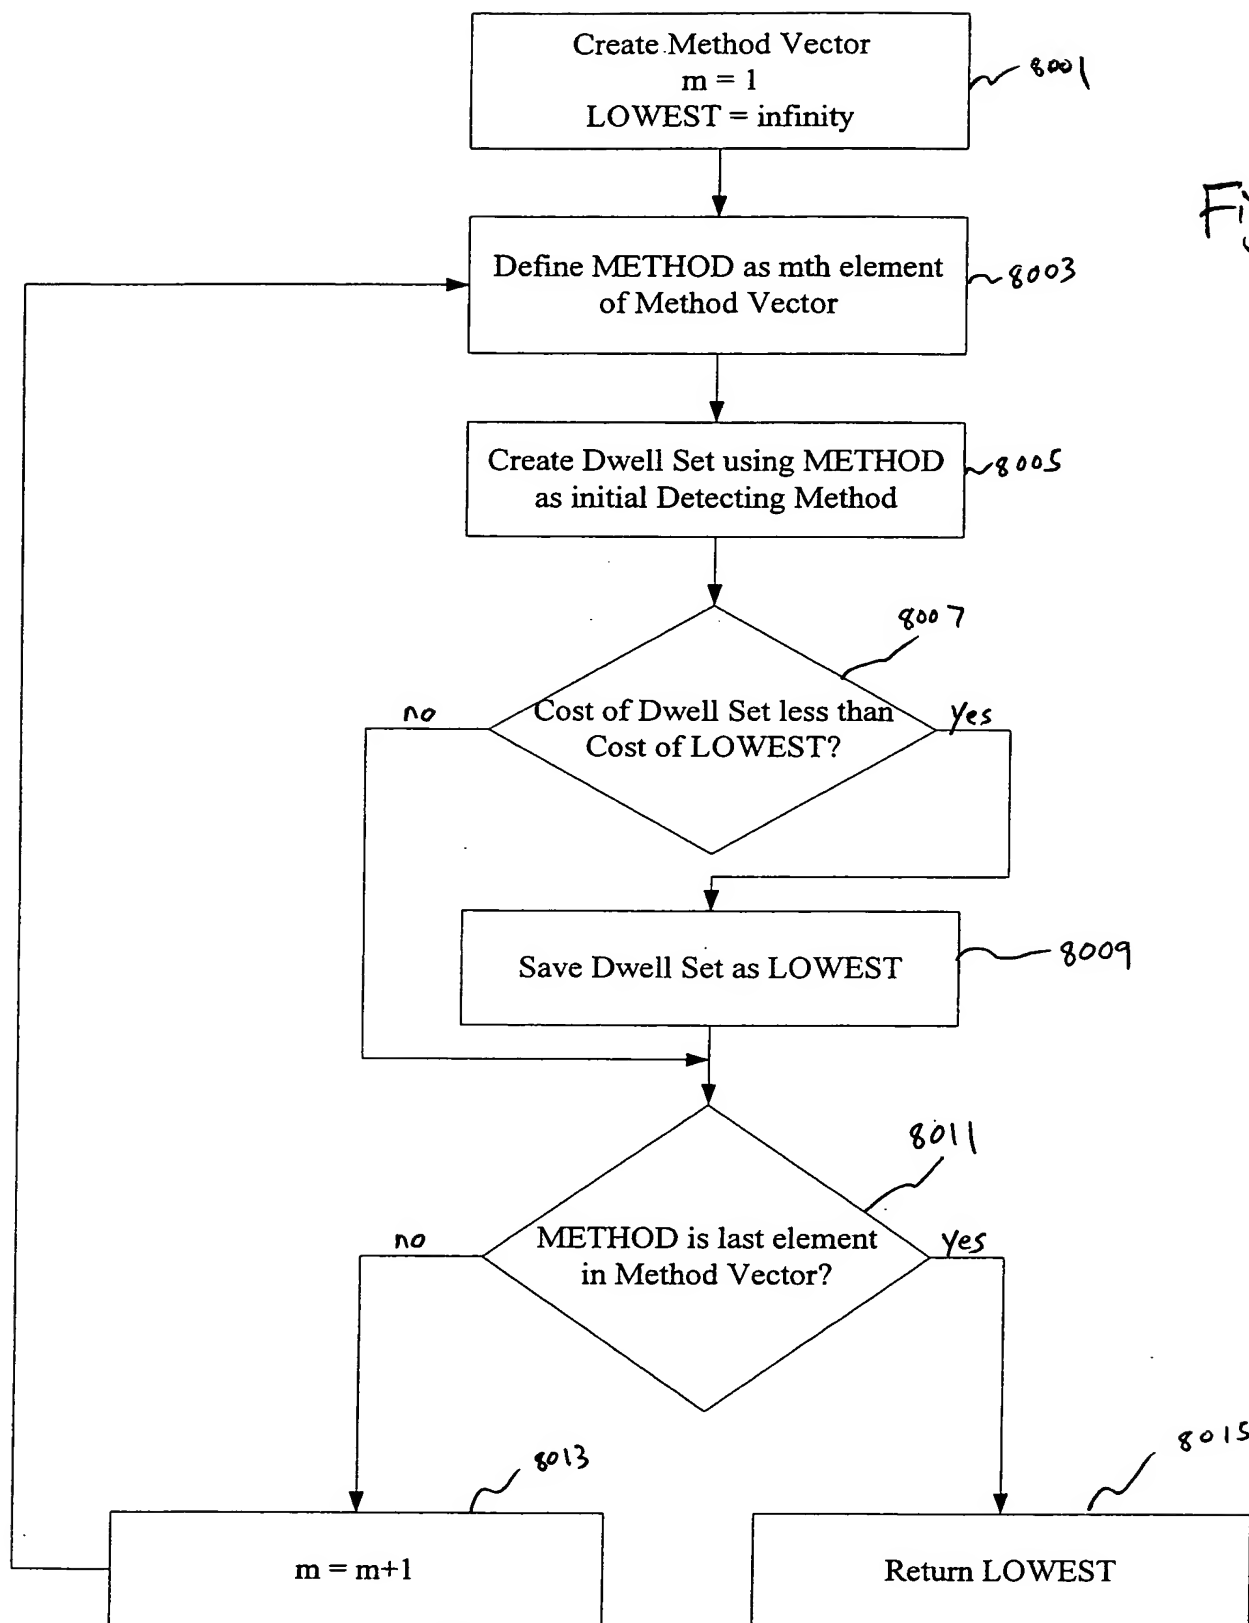 Create Method Vector
m = 1
LOWEST = infinity
8001
Define METHOD as mth element
of Method Vector
8003
Create Dwell Set using METHOD
as initial Detecting Method
8005
8007
no
Cost of Dwell Set less than
Cost of LOWEST?
yes
Save Dwell Set as LOWEST
8009
8011
no
METHOD is last element
in Method Vector?
yes
8013
m = m+1
8015
Return LOWEST